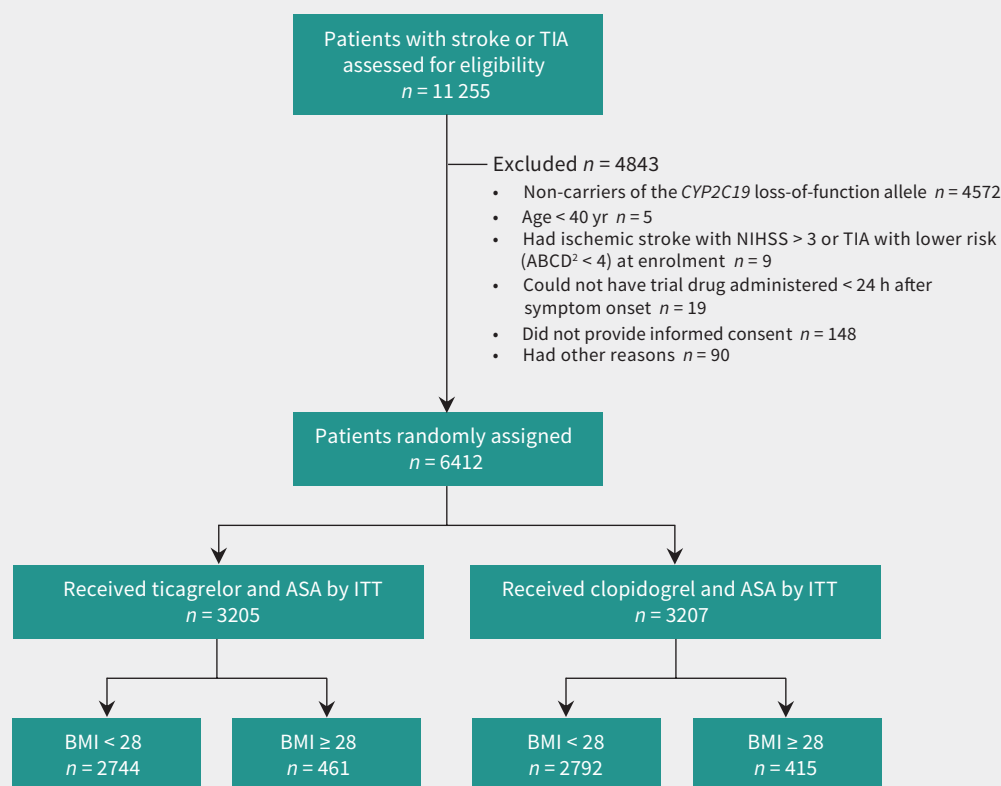 Patients with stroke or TIA
assessed for eligibility
n = 11 255
Excluded n = 4843
• Non-carriers of the CYP2C19 loss-of-function allele n = 4572
• Age < 40 yr n = 5
• Had ischemic stroke with NIHSS > 3 or TIA with lower risk
(ABCD² < 4) at enrolment n = 9
• Could not have trial drug administered < 24 h after
symptom onset n = 19
• Did not provide informed consent n = 148
• Had other reasons n = 90
Patients randomly assigned
n = 6412
Received ticagrelor and ASA by ITT
n = 3205
Received clopidogrel and ASA by ITT
n = 3207
BMI < 28
n = 2744
BMI ≥ 28
n = 461
BMI < 28
n = 2792
BMI ≥ 28
n = 415